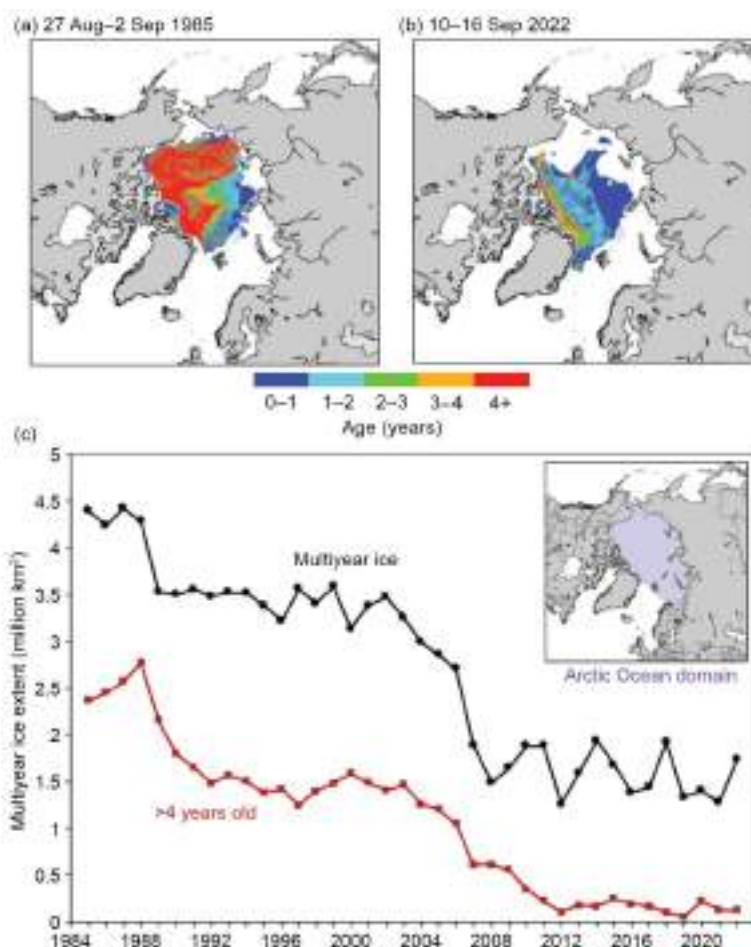 (a) 27 Aug–2 Sep 1985
(b) 10–16 Sep 2022
0–1 1–2 2–3 3–4 4+
Age (years)
(c)
5
4.5
4
3.5
3
2.5
2
1.5
1
0.5
0
Multiyear ice extent (million km²)
Multiyear ice
>4 years old
Arctic Ocean domain
1984 1988 1992 1996 2000 2004 2008 2012 2016 2020